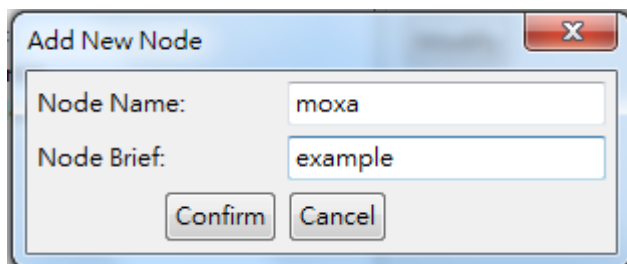 Add New Node
Node Name: moxa
Node Brief: example
Confirm Cancel